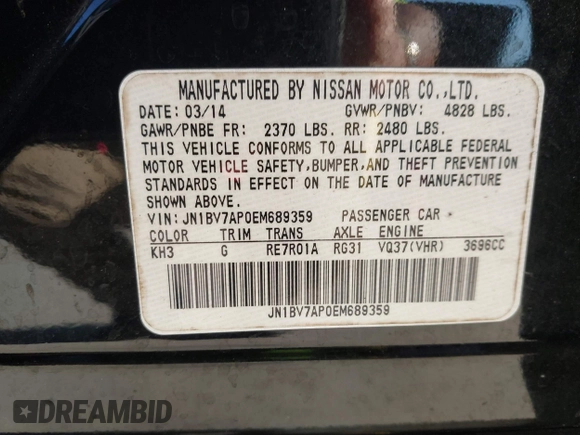 MANUFACTURED BY NISSAN MOTOR CO.,LTD.
DATE: 03/14 GVWR/PNBV: 4828 LBS.
GAWR/PNBE FR: 2370 LBS. RR: 2480 LBS.
THIS VEHICLE CONFORMS TO ALL APPLICABLE FEDERAL
MOTOR VEHICLE SAFETY,BUMPER,AND THEFT PREVENTION
STANDARDS IN EFFECT ON THE DATE OF MANUFACTURE
SHOWN ABOVE.
VIN: JN1BV7AP0EM689359 PASSENGER CAR
COLOR TRIM TRANS AXLE ENGINE
KH3 G RE7R01A RG31 VQ37(VHR) 3696CC
JN1BV7AP0EM689359
DREAMBID